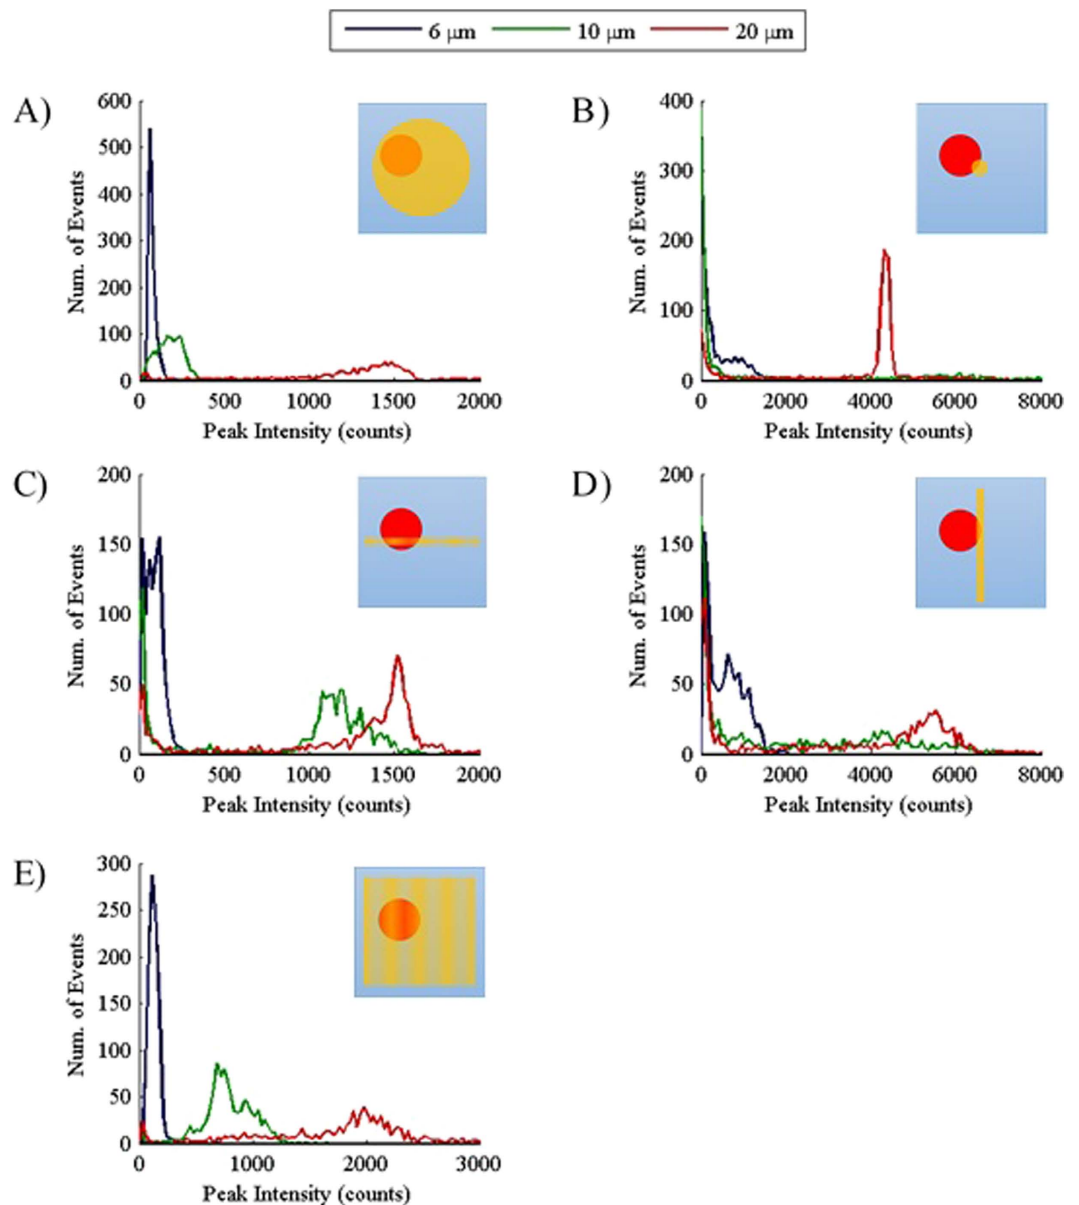 6 μm 10 μm 20 μm
A)
600
500
400
300
200
100
0
Num. of Events
0 500 1000 1500 2000
Peak Intensity (counts)
B)
400
300
200
100
0
Num. of Events
0 2000 4000 6000 8000
Peak Intensity (counts)
C)
200
150
100
50
0
Num. of Events
0 500 1000 1500 2000
Peak Intensity (counts)
D)
200
150
100
50
0
Num. of Events
0 2000 4000 6000 8000
Peak Intensity (counts)
E)
300
250
200
150
100
50
0
Num. of Events
0 1000 2000 3000
Peak Intensity (counts)